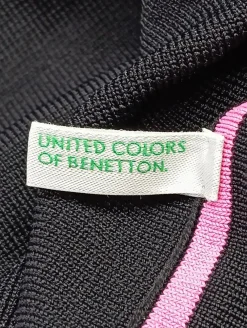 UNITED COLORS
OF BENETTON.